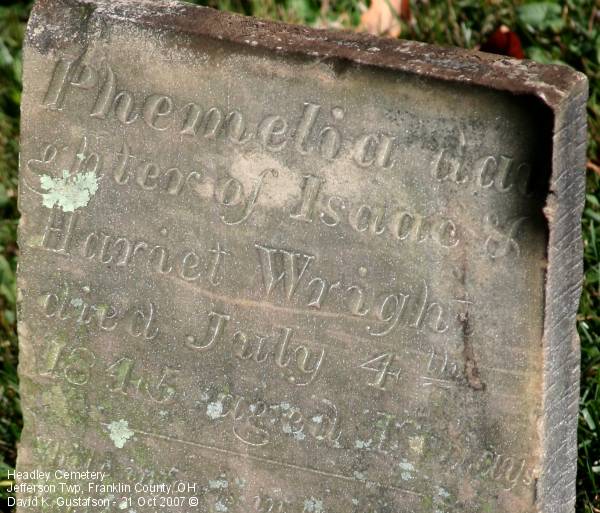 Phemelia dau
ghter of Isaac &
Hariet Wright
died July 4th
1845 aged
Headley Cemetery
Jefferson Twp, Franklin County, OH
David K. Gustafson - 31 Oct 2007 ©